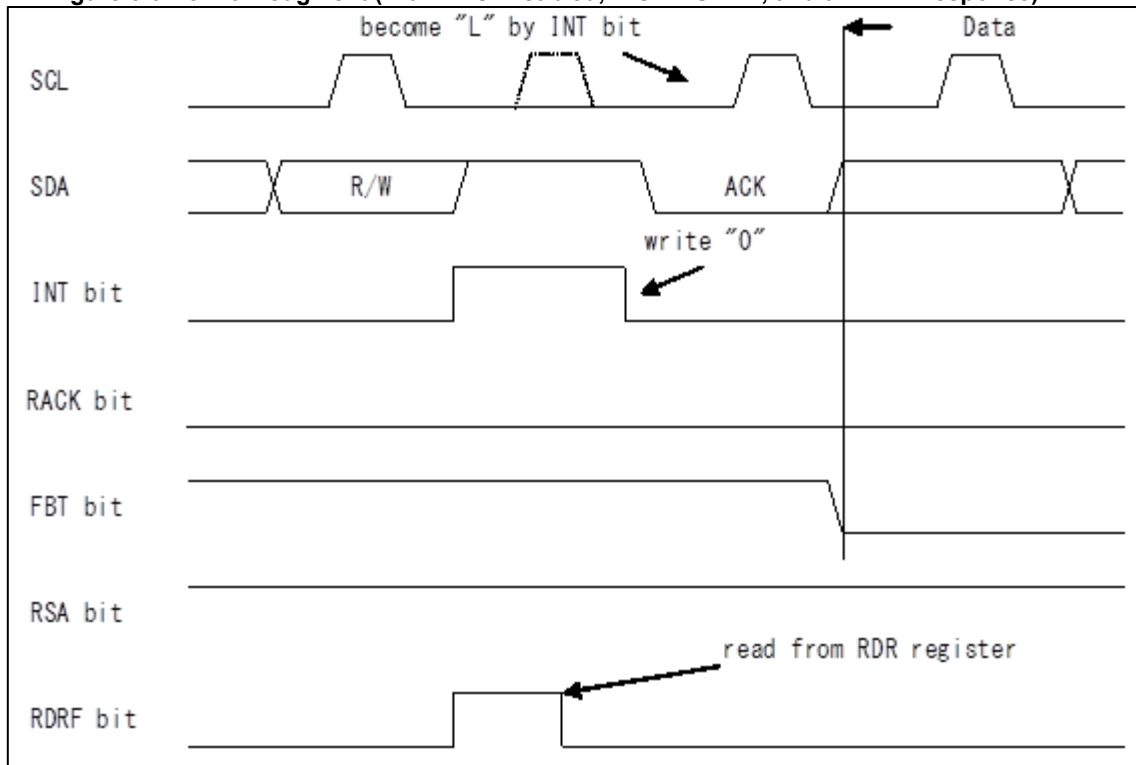 become "L" by INT bit
Data
SCL
SDA
R/W
ACK
write "0"
INT bit
RACK bit
FBT bit
RSA bit
read from RDR register
RDRF bit